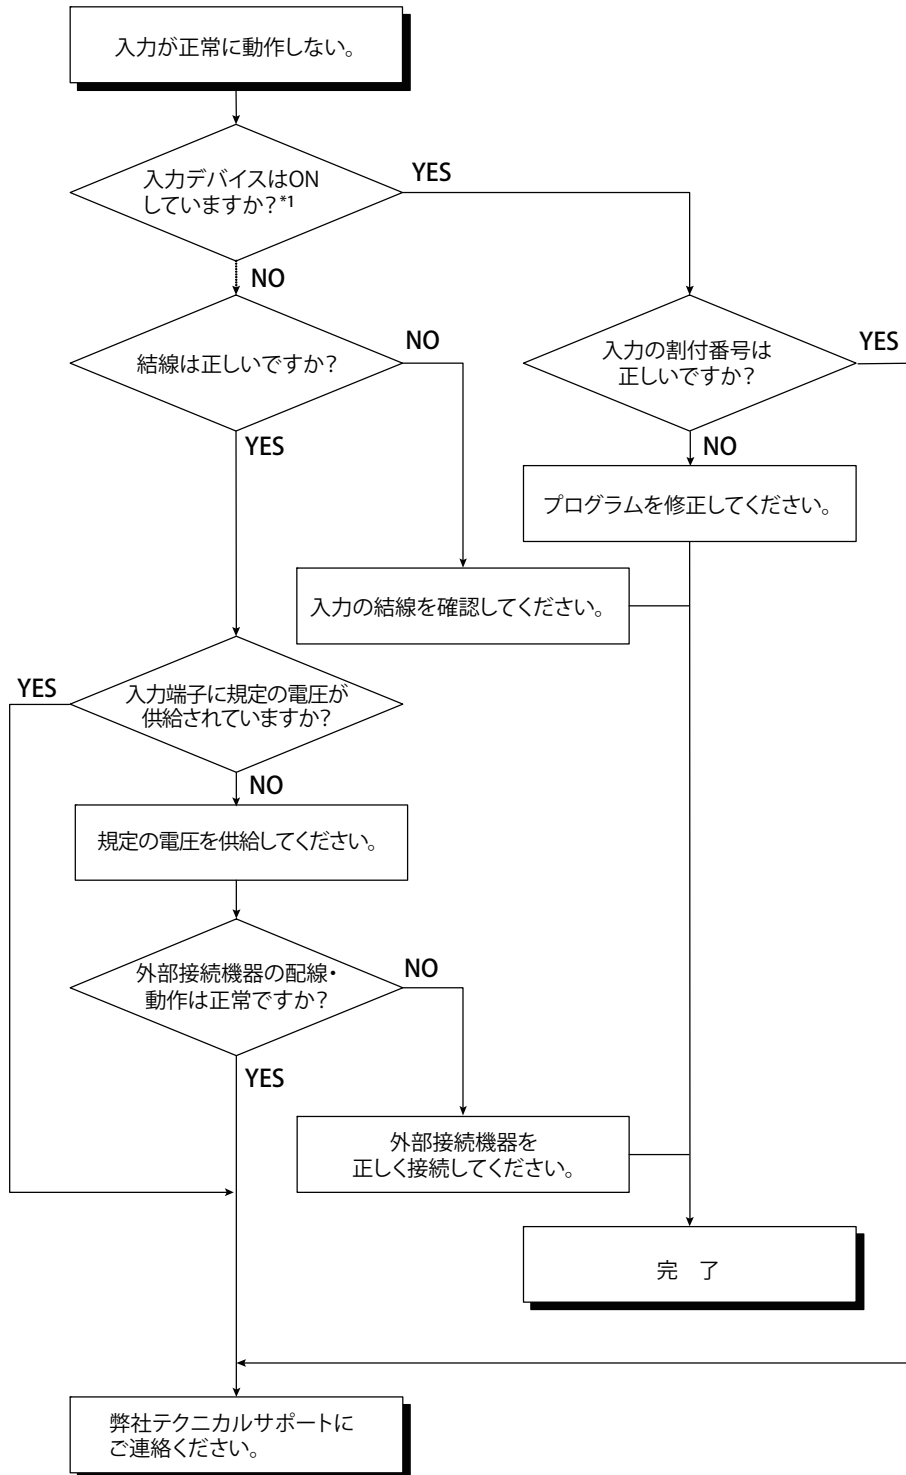 入力が正常に動作しない。
入力デバイスはON
していますか？*1
YES
NO
結線は正しいですか？
NO
入力の割付番号は
正しいですか？
YES
YES
NO
プログラムを修正してください。
入力の結線を確認してください。
YES
入力端子に規定の電圧が
供給されていますか？
NO
規定の電圧を供給してください。
外部接続機器の配線・
動作は正常ですか？
NO
YES
外部接続機器を
正しく接続してください。
完　了
弊社テクニカルサポートに
ご連絡ください。